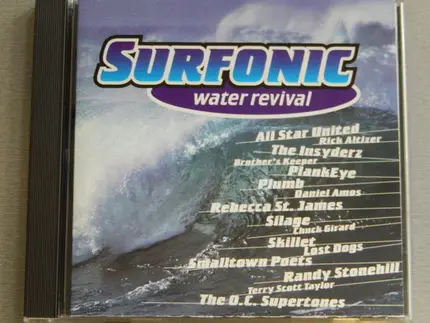 SURFONIC
water revival
All Star United
Rick Altizer
The Insyderz
Brother's Keeper
PlankEye
Plumb
Daniel Amos
Rebecca St. James
Silage
Chuck Girard
Skillet
Lost Dogs
Smalltown Poets
Randy Stonehill
Terry Scott Taylor
The O.C. Supertones